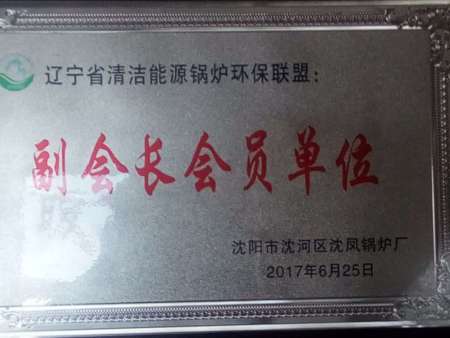 辽宁省清洁能源锅炉环保联盟：
副会长会员单位
沈阳市沈河区沈凤锅炉厂
2017年6月25日